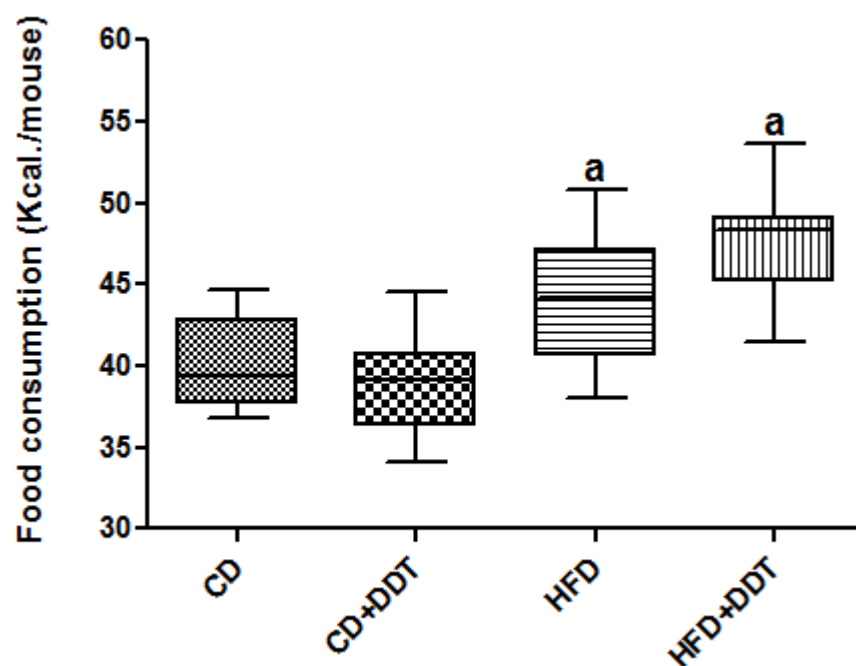 Food consumption (Kcal./mouse)
60
55
50
45
40
35
30
a
a
CD
CD+DDT
HFD
HFD+DDT